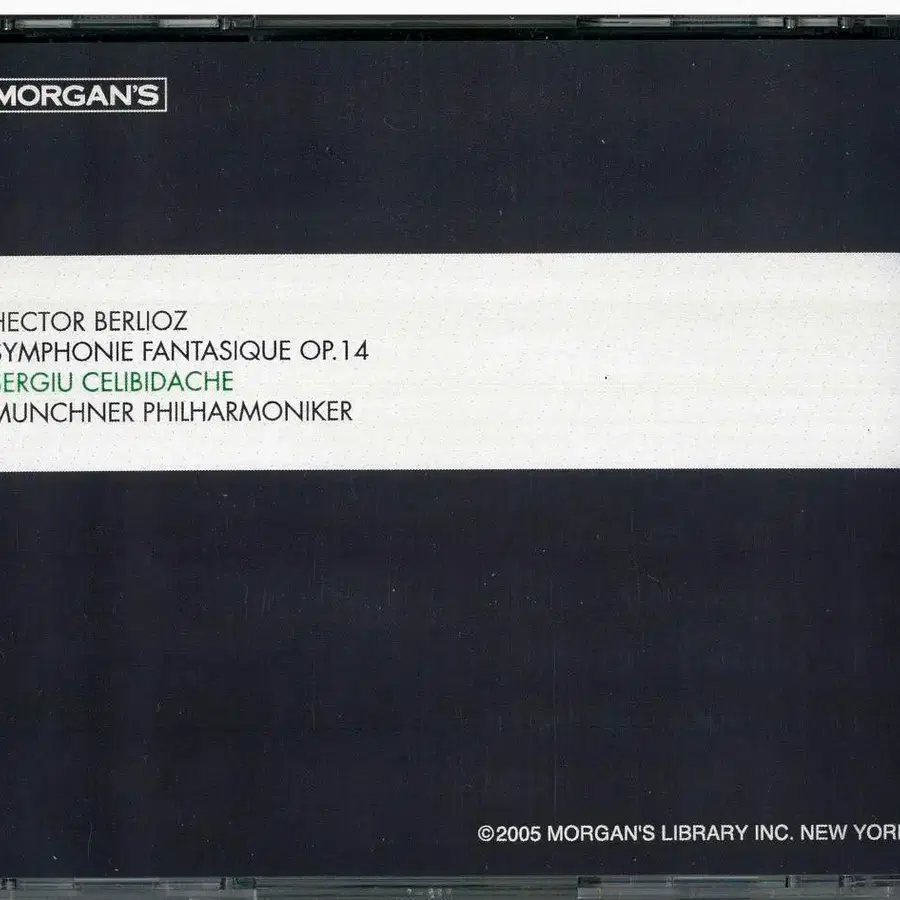 MORGAN'S
HECTOR BERLIOZ
SYMPHONIE FANTASIQUE OP.14
SERGIU CELIBIDACHE
MUNCHNER PHILHARMONIKER
©2005 MORGAN'S LIBRARY INC. NEW YORK